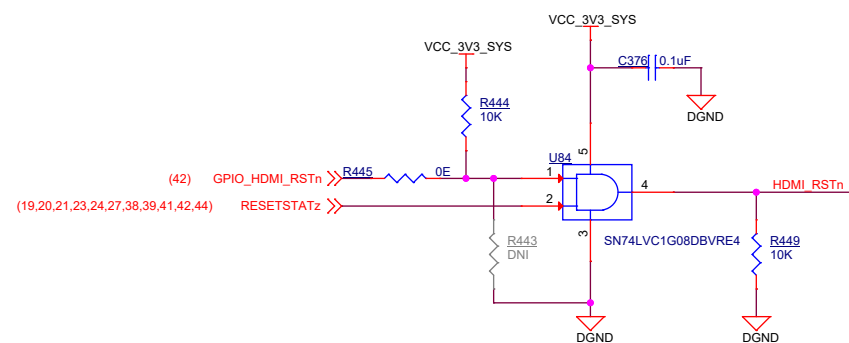 VCC_3V3_SYS
VCC_3V3_SYS
C376 0.1uF
DGND
R444
10K
U84
5
(42) GPIO_HDMI_RSTn R445 0E 1
4 HDMI_RSTn
(19,20,21,23,24,27,38,39,41,42,44) RESETSTATz 2
3
SN74LVC1G08DBVRE4
R443
DNI
R449
10K
DGND
DGND